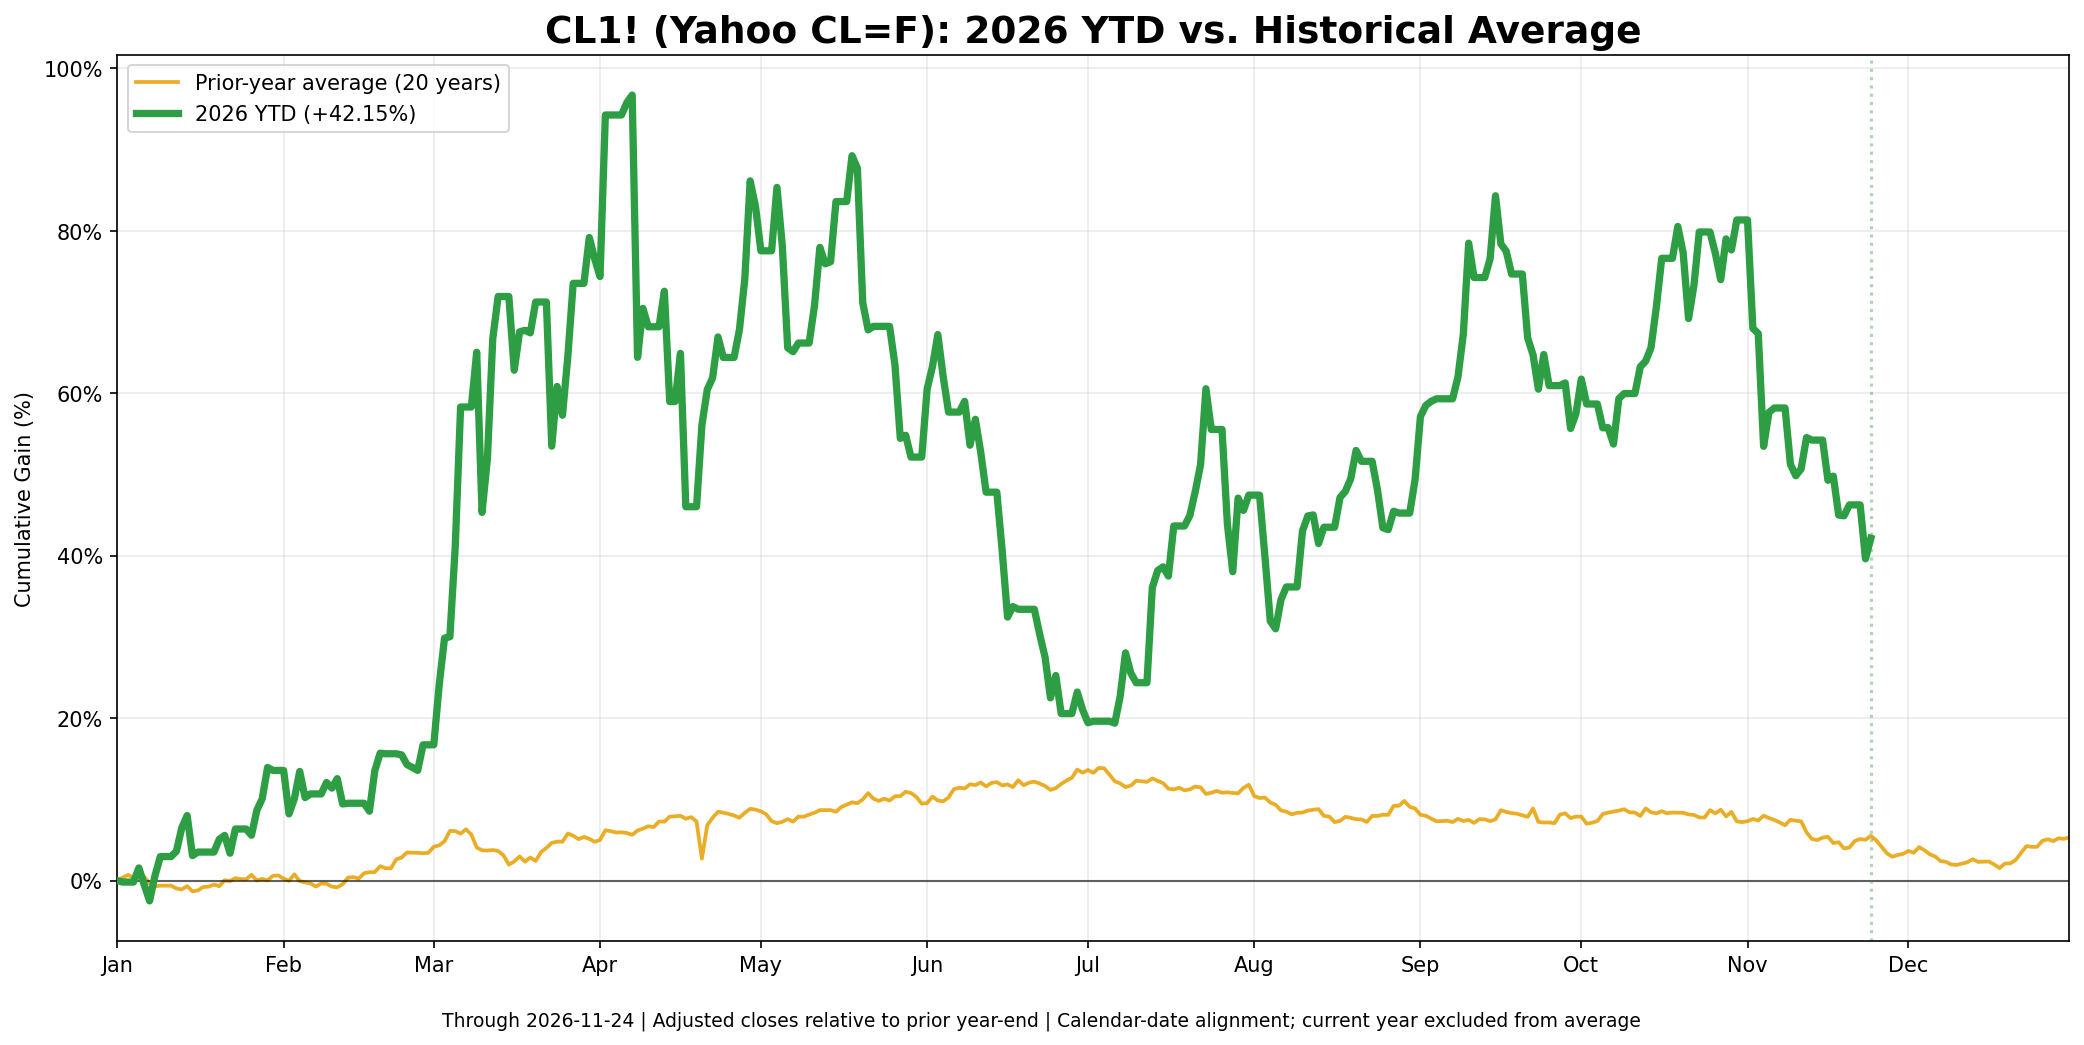 CL1! (Yahoo CL=F): 2026 YTD vs. Historical Average
Prior-year average (20 years)
2026 YTD (+42.15%)
Cumulative Gain (%)
100%
80%
60%
40%
20%
0%
Jan Feb Mar Apr May Jun Jul Aug Sep Oct Nov Dec
Through 2026-11-24 | Adjusted closes relative to prior year-end | Calendar-date alignment; current year excluded from average